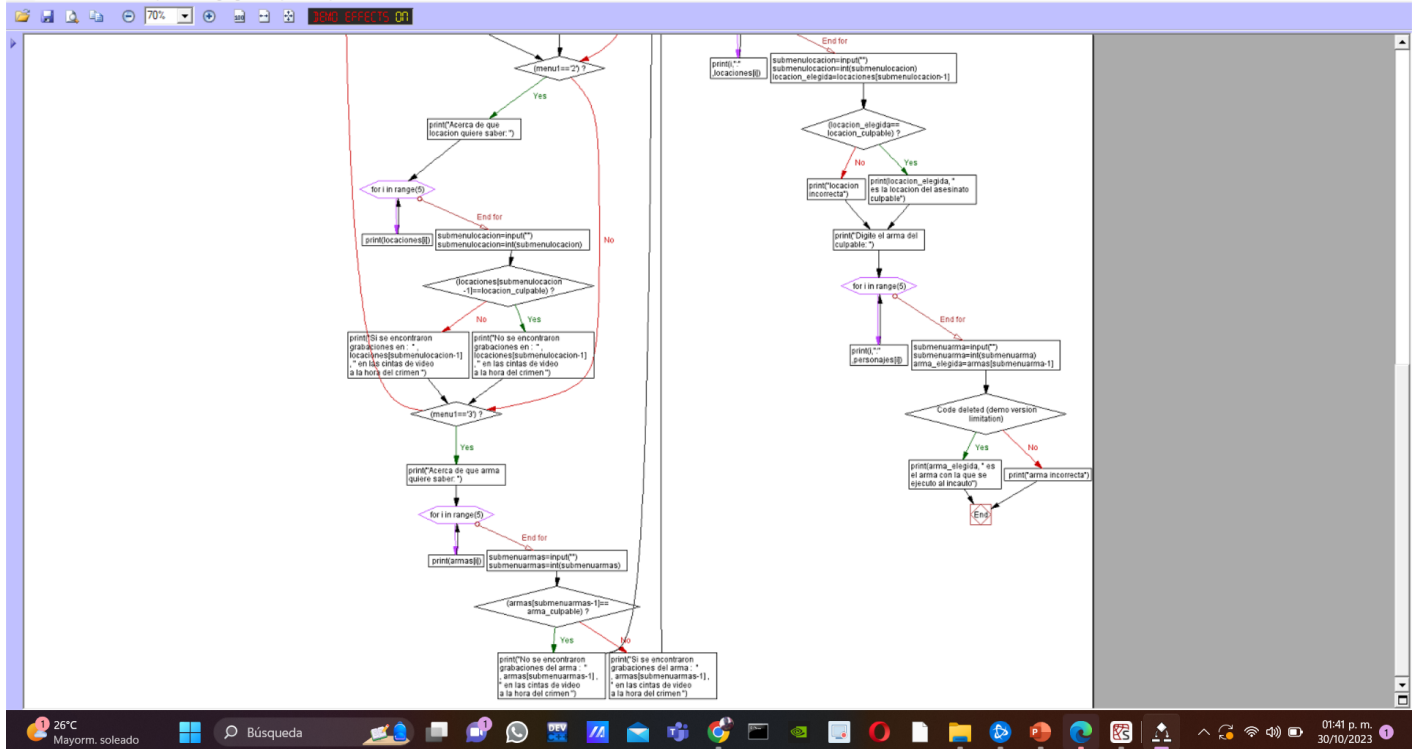 70%
DEMO EFFECTS ON
(menu1=='2') ?
Yes
print("Acerca de que
locacion quiere saber: ")
for i in range(5)
End for
print(locaciones[i])
submenulocacion=input("")
submenulocacion=int(submenulocacion)
No
(locaciones[submenulocacion
-1]==locacion_culpable) ?
No
Yes
print("Si se encontraron
grabaciones en : " ,
locaciones[submenulocacion-1]
, " en las cintas de video
a la hora del crimen ")
print("No se encontraron
grabaciones en : " ,
locaciones[submenulocacion-1]
, " en las cintas de video
a la hora del crimen ")
(menu1=='3') ?
Yes
print("Acerca de que arma
quiere saber: ")
for i in range(5)
End for
print(armas[i])
submenuarmas=input("")
submenuarmas=int(submenuarmas)
(armas[submenuarmas-1]==
arma_culpable) ?
Yes
No
print("No se encontraron
grabaciones del arma : "
, armas[submenuarmas-1] ,
" en las cintas de video
a la hora del crimen ")
print("Si se encontraron
grabaciones del arma : "
, armas[submenuarmas-1] ,
" en las cintas de video
a la hora del crimen ")
End for
print(i,":"
,locaciones[i])
submenulocacion=input("")
submenulocacion=int(submenulocacion)
locacion_elegida=locaciones[submenulocacion-1]
(locacion_elegida==
locacion_culpable) ?
No
Yes
print("locacion
incorrecta")
print(locacion_elegida, "
es la locacion del asesinato
culpable")
print("Digite el arma del
culpable: ")
for i in range(5)
End for
print(i,":"
,personajes[i])
submenuarma=input("")
submenuarma=int(submenuarma)
arma_elegida=armas[submenuarma-1]
Code deleted (demo version
limitation)
Yes
No
print(arma_elegida, " es
el arma con la que se
ejecuto al incauto")
print("arma incorrecta")
End
1
26°C
Mayorm. soleado
Búsqueda
DEV
01:41 p. m.
30/10/2023
1